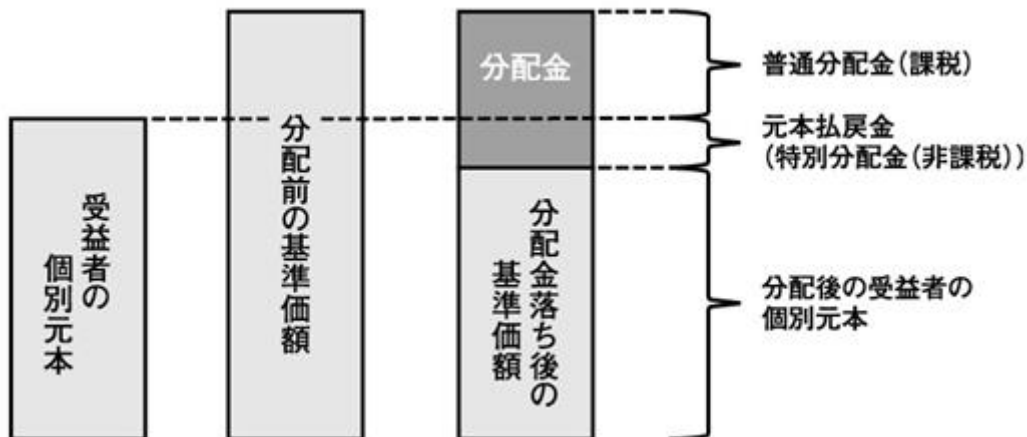 受益者の
個別元本
分配前の基準価額
分配金
分配金落ち後の
基準価額
普通分配金(課税)
元本払戻金
(特別分配金(非課税))
分配後の受益者の
個別元本